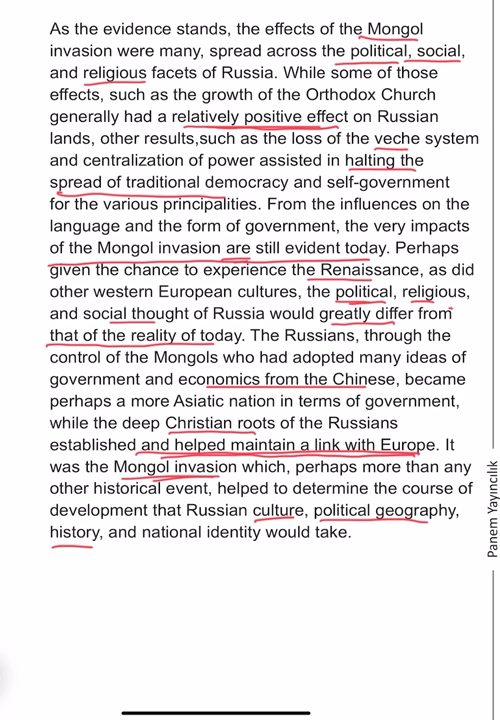 As the evidence stands, the effects of the Mongol
invasion were many, spread across the political, social,
and religious facets of Russia. While some of those
effects, such as the growth of the Orthodox Church
generally had a relatively positive effect on Russian
lands, other results,such as the loss of the veche system
and centralization of power assisted in halting the
spread of traditional democracy and self-government
for the various principalities. From the influences on the
language and the form of government, the very impacts
of the Mongol invasion are still evident today. Perhaps
given the chance to experience the Renaissance, as did
other western European cultures, the political, religious,
and social thought of Russia would greatly differ from
that of the reality of today. The Russians, through the
control of the Mongols who had adopted many ideas of
government and economics from the Chinese, became
perhaps a more Asiatic nation in terms of government,
while the deep Christian roots of the Russians
established and helped maintain a link with Europe. It
was the Mongol invasion which, perhaps more than any
other historical event, helped to determine the course of
development that Russian culture, political geography,
history, and national identity would take.
Panem Yayıncılık